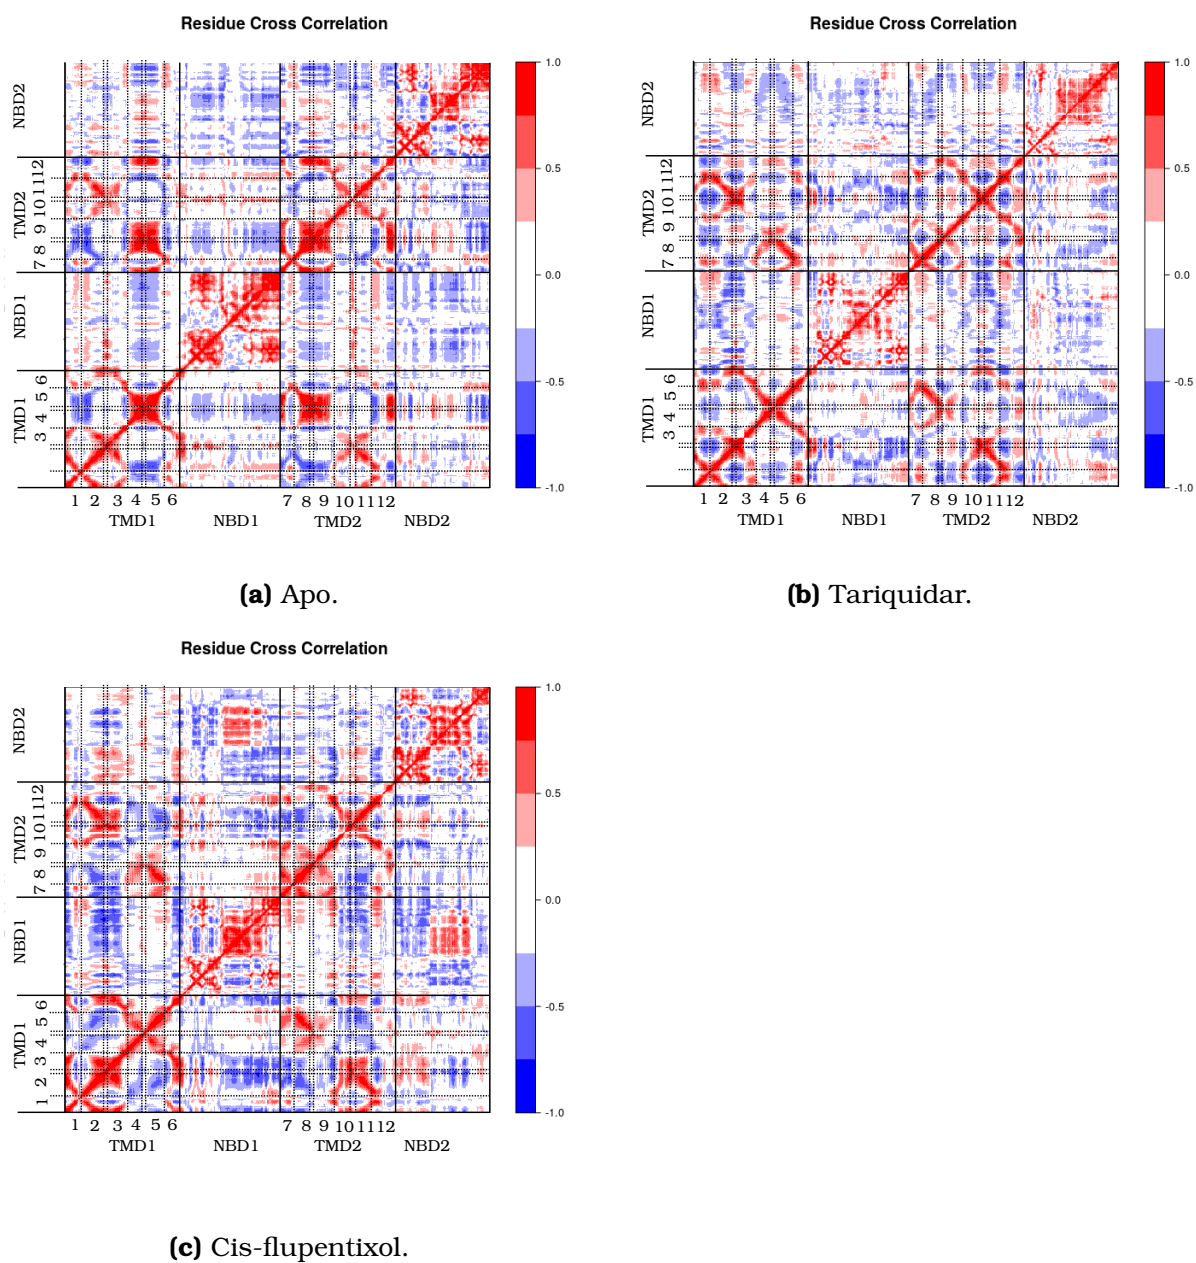 Residue Cross Correlation
Residue Cross Correlation
NBD2
TMD2
NBD1
TMD1
7 8 9 10 11 12
3 4 5 6
1 2 3 4 5 6
7 8 9 10 11 12
TMD1 NBD1 TMD2 NBD2
1.0
0.5
0.0
-0.5
-1.0
NBD2
TMD2
NBD1
TMD1
7 8 9 10 11 12
3 4 5 6
1 2 3 4 5 6
7 8 9 10 11 12
TMD1 NBD1 TMD2 NBD2
1.0
0.5
0.0
-0.5
-1.0
(a) Apo.
(b) Tariquidar.
Residue Cross Correlation
NBD2
TMD2
NBD1
TMD1
7 8 9 10 11 12
1 2 3 4 5 6
1 2 3 4 5 6
7 8 9 10 11 12
TMD1 NBD1 TMD2 NBD2
1.0
0.5
0.0
-0.5
-1.0
(c) Cis-flupentixol.